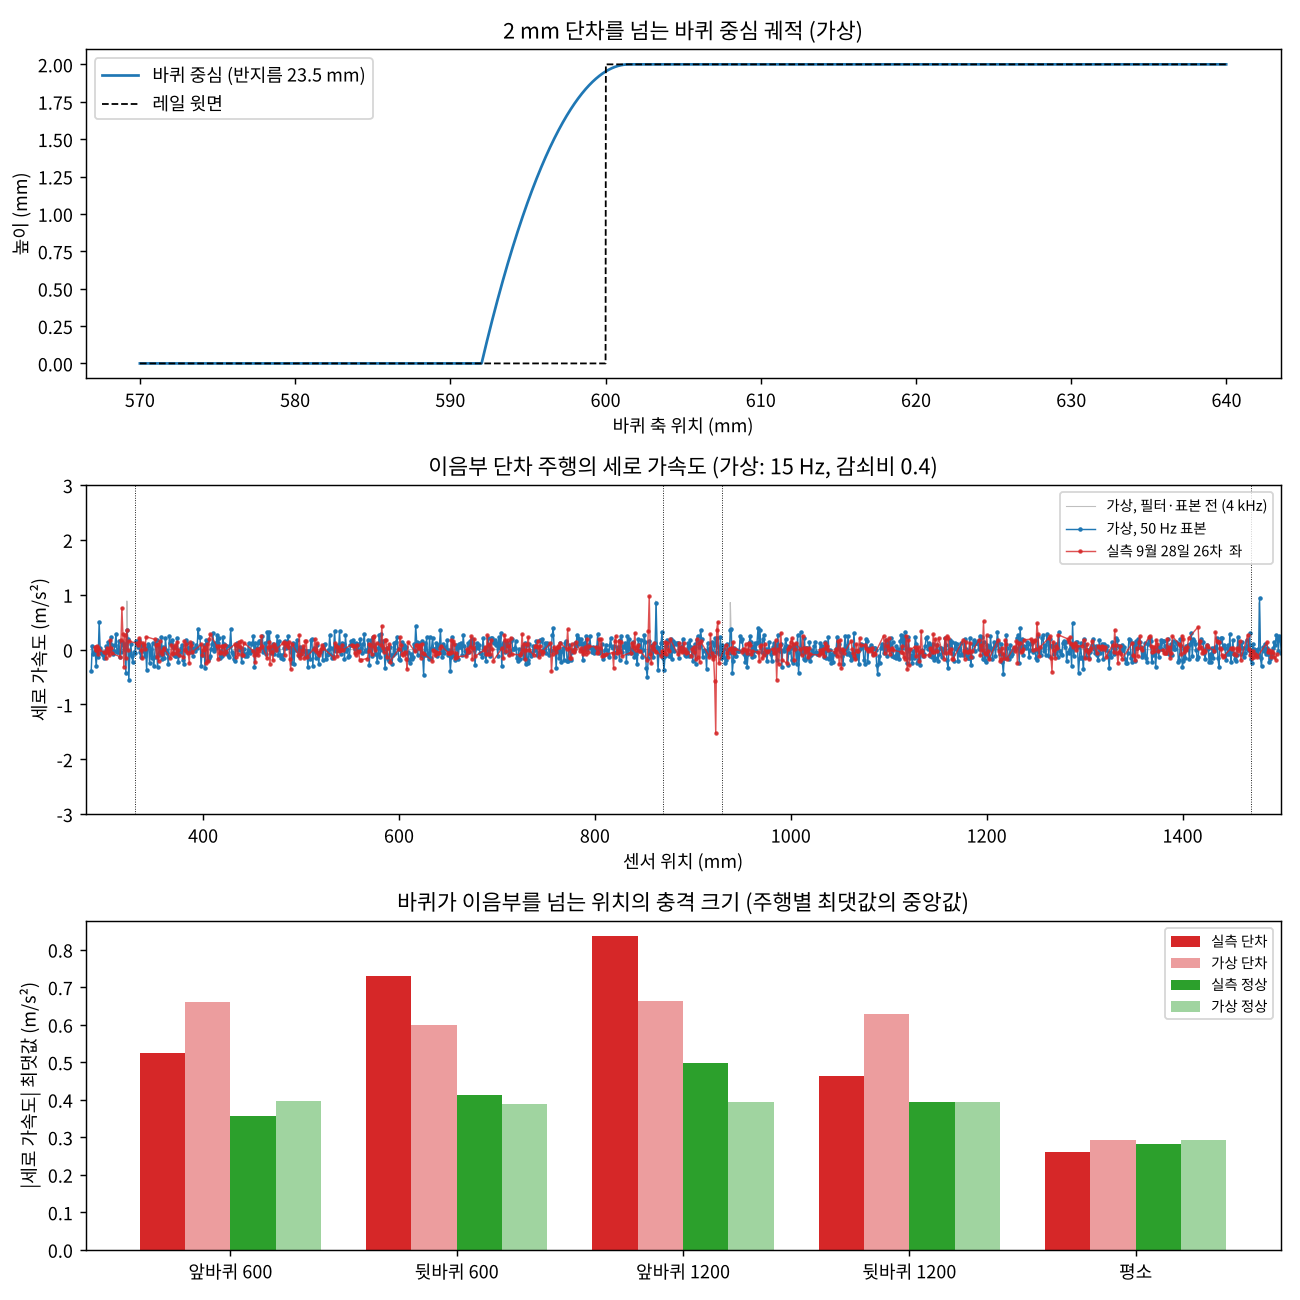 2 mm 단차를 넘는 바퀴 중심 궤적 (가상)
높이 (mm)
2.00
1.75
1.50
1.25
1.00
0.75
0.50
0.25
0.00
바퀴 중심 (반지름 23.5 mm)
레일 윗면
570 580 590 600 610 620 630 640
바퀴 축 위치 (mm)
이음부 단차 주행의 세로 가속도 (가상: 15 Hz, 감쇠비 0.4)
세로 가속도 (m/s²)
3
2
1
0
-1
-2
-3
가상, 필터·표본 전 (4 kHz)
가상, 50 Hz 표본
실측 9월 28일 26차 좌
400 600 800 1000 1200 1400
센서 위치 (mm)
바퀴가 이음부를 넘는 위치의 충격 크기 (주행별 최댓값의 중앙값)
|세로 가속도| 최댓값 (m/s²)
0.8
0.7
0.6
0.5
0.4
0.3
0.2
0.1
0.0
실측 단차
가상 단차
실측 정상
가상 정상
앞바퀴 600 뒷바퀴 600 앞바퀴 1200 뒷바퀴 1200 평소